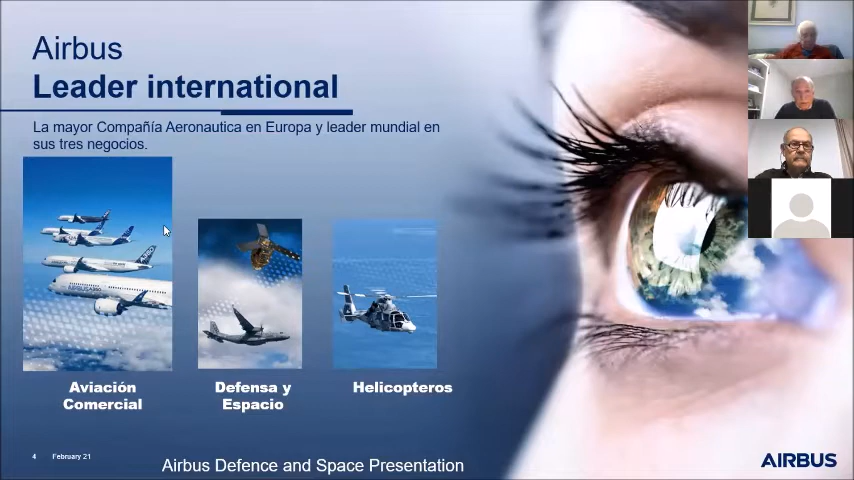 Airbus
Leader international
La mayor Compañía Aeronautica en Europa y leader mundial en
sus tres negocios.
Aviación
Comercial
Defensa y
Espacio
Helicopteros
4 February 21
Airbus Defence and Space Presentation
AIRBUS